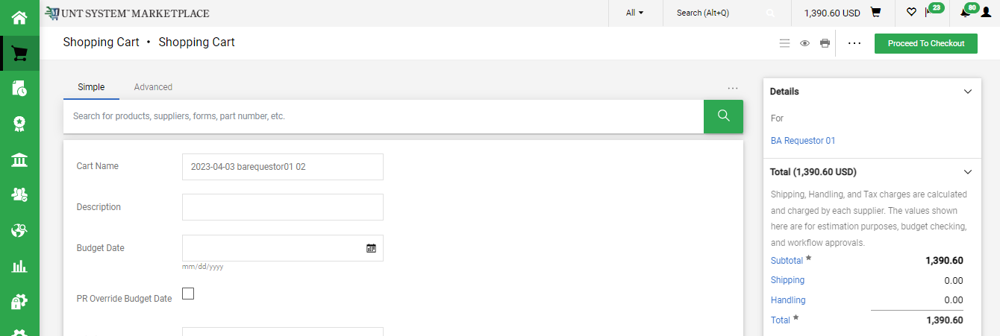 UNT SYSTEM™ MARKETPLACE
All
Search (Alt+Q)
1,390.60 USD
23
80
Shopping Cart • Shopping Cart
Proceed To Checkout
Simple
Advanced
Search for products, suppliers, forms, part number, etc.
Cart Name
2023-04-03 barequestor01 02
Description
Budget Date
mm/dd/yyyy
PR Override Budget Date
Details
For
BA Requestor 01
Total (1,390.60 USD)
Shipping, Handling, and Tax charges are calculated
and charged by each supplier. The values shown
here are for estimation purposes, budget checking,
and workflow approvals.
Subtotal ★ 1,390.60
Shipping 0.00
Handling 0.00
Total ★ 1,390.60